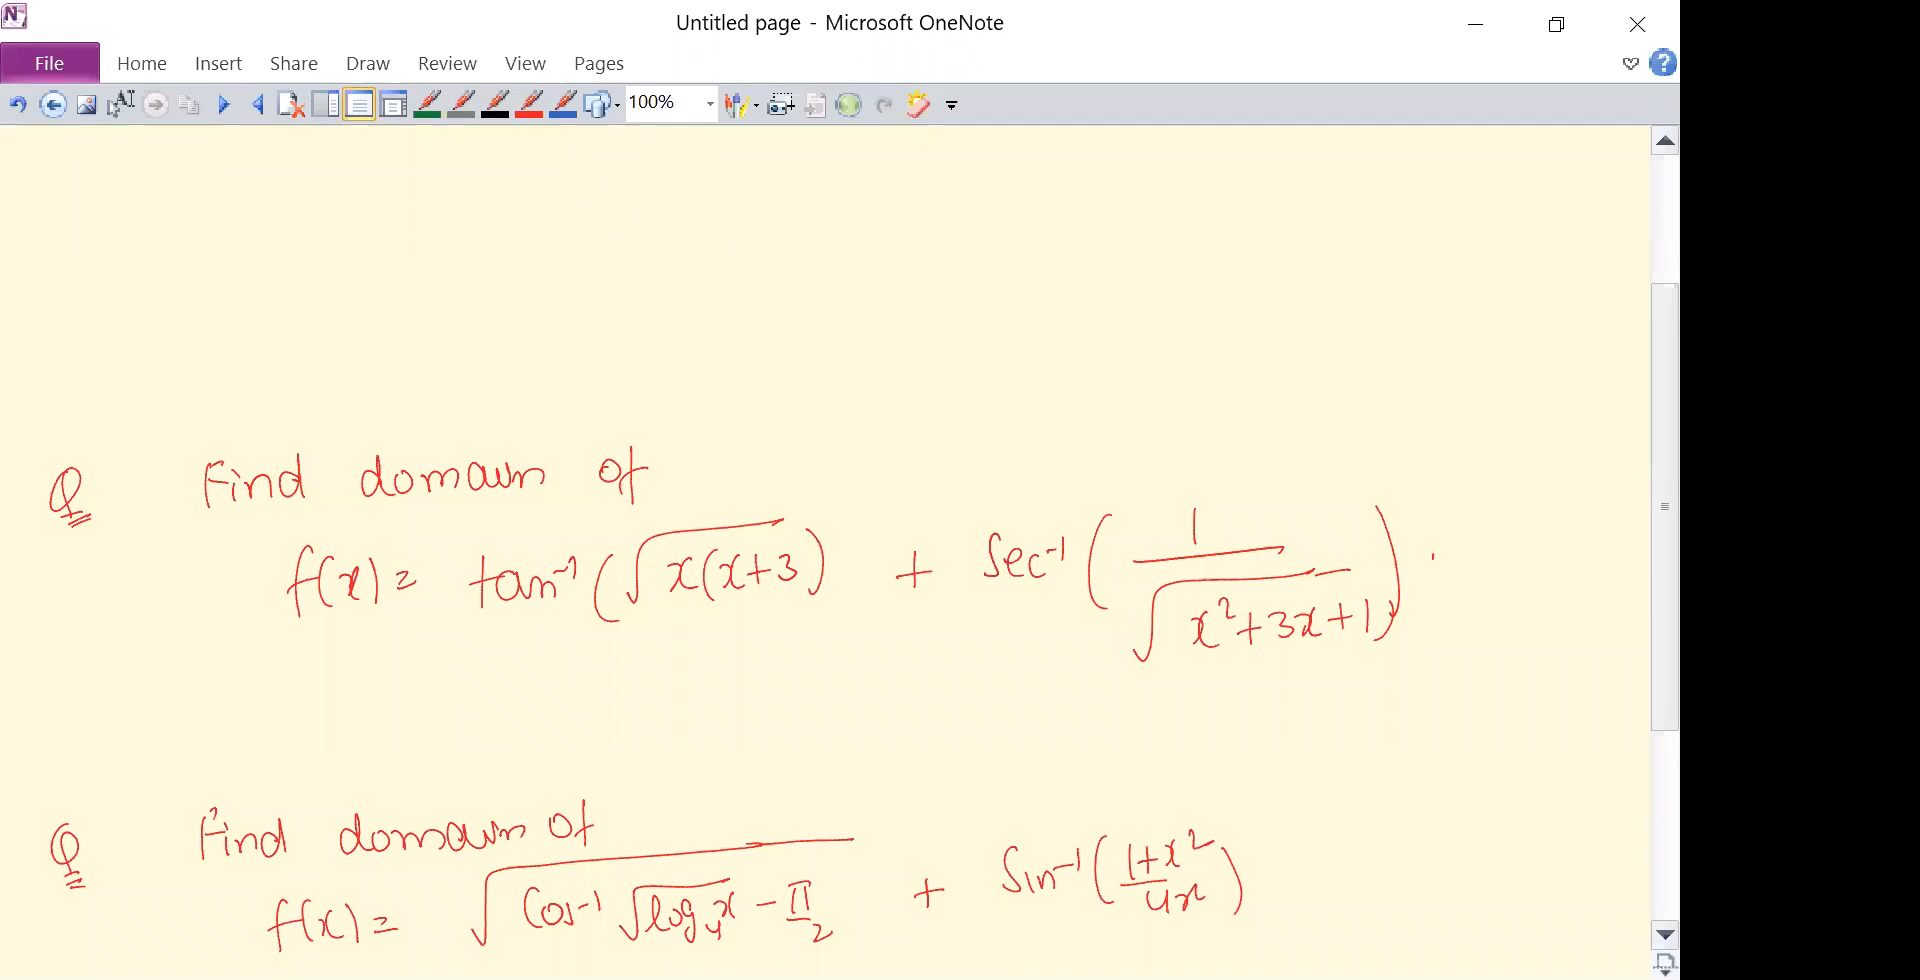 Untitled page - Microsoft OneNote
File Home Insert Share Draw Review View Pages
100%
Q Find domain of
f(x) = tan⁻¹(√x(x+3)) + Sec⁻¹(1/√(x²+3x+1)) .
Q Find domain of
f(x) = √(Cos⁻¹ √(log₄x) − π/2) + Sin⁻¹((1+x²)/4x)